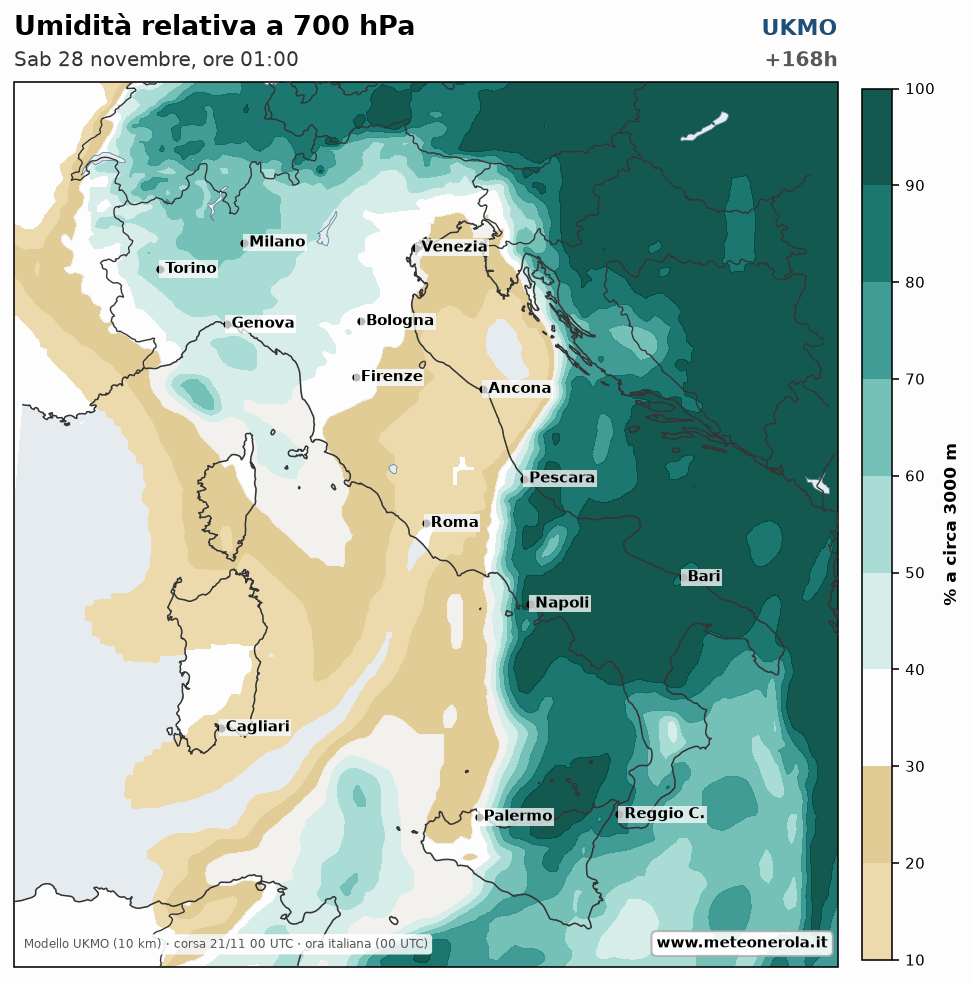 Umidità relativa a 700 hPa
UKMO
Sab 28 novembre, ore 01:00
+168h
Milano
Venezia
Torino
Genova
Bologna
Firenze
Ancona
Pescara
Roma
Bari
Napoli
Cagliari
Palermo
Reggio C.
Modello UKMO (10 km) · corsa 21/11 00 UTC · ora italiana (00 UTC)
www.meteonerola.it
100
90
80
70
60
50
40
30
20
10
% a circa 3000 m